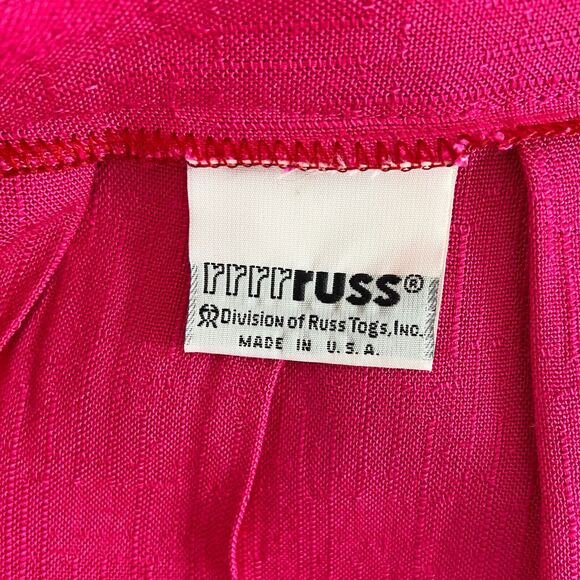 rrrrruss®
Division of Russ Togs, Inc.
MADE IN U.S.A.